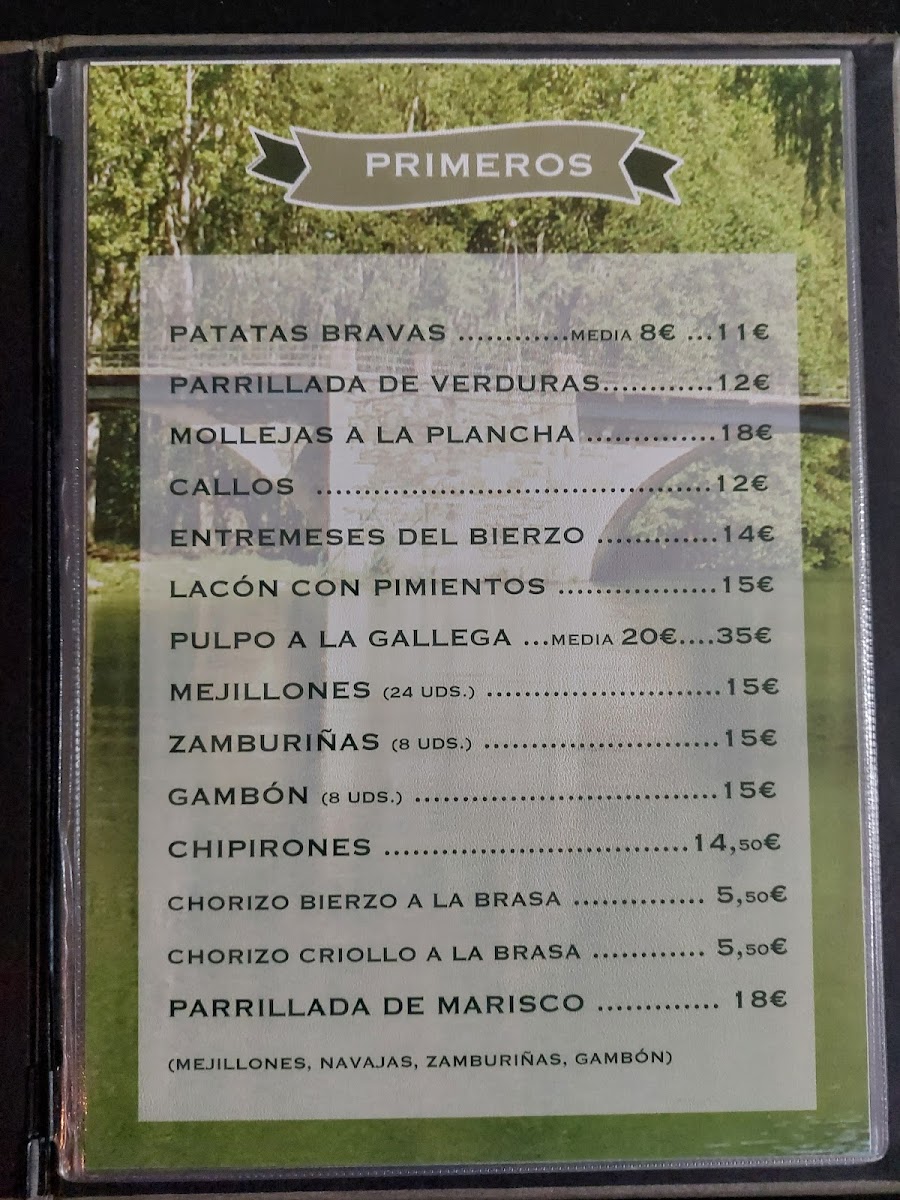 PRIMEROS
PATATAS BRAVAS ............MEDIA 8€ ...11€
PARRILLADA DE VERDURAS............12€
MOLLEJAS A LA PLANCHA ..............18€
CALLOS .........................................12€
ENTREMESES DEL BIERZO .............14€
LACÓN CON PIMIENTOS .................15€
PULPO A LA GALLEGA ...MEDIA 20€....35€
MEJILLONES (24 UDS.) .........................15€
ZAMBURIÑAS (8 UDS.) .........................15€
GAMBÓN (8 UDS.) ................................15€
CHIPIRONES ................................14,50€
CHORIZO BIERZO A LA BRASA .............. 5,50€
CHORIZO CRIOLLO A LA BRASA ............ 5,50€
PARRILLADA DE MARISCO ............. 18€
(MEJILLONES, NAVAJAS, ZAMBURIÑAS, GAMBÓN)